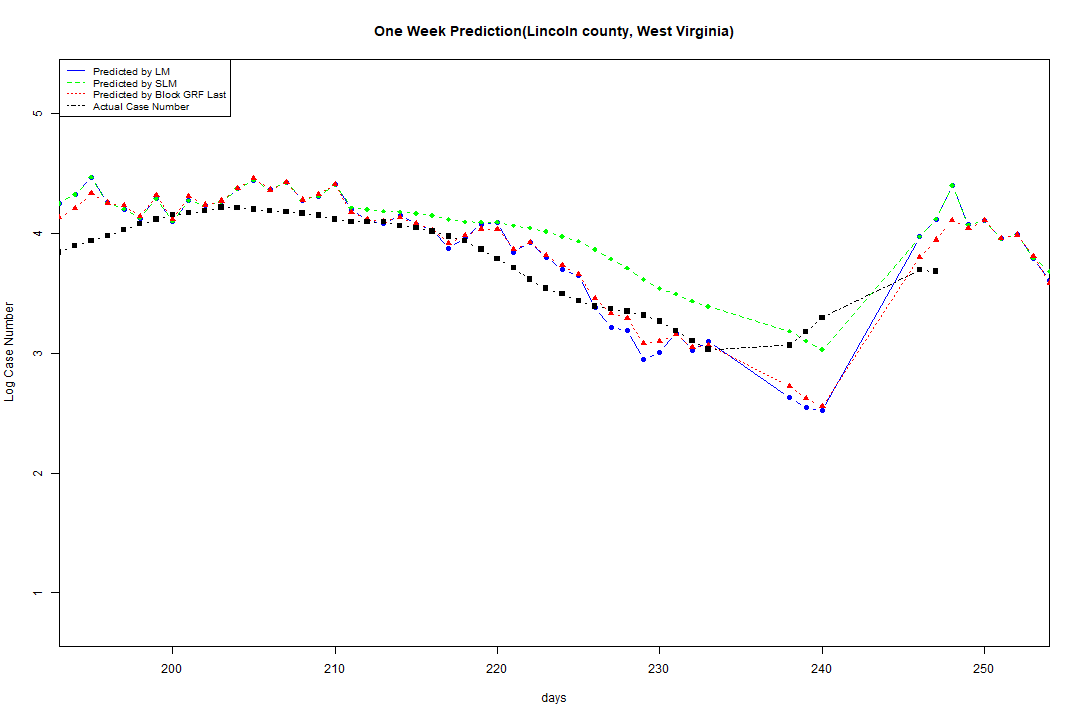 One Week Prediction(Lincoln county, West Virginia)
Predicted by LM
Predicted by SLM
Predicted by Block GRF Last
Actual Case Number
5
4
3
2
1
Log Case Number
200 210 220 230 240 250
days